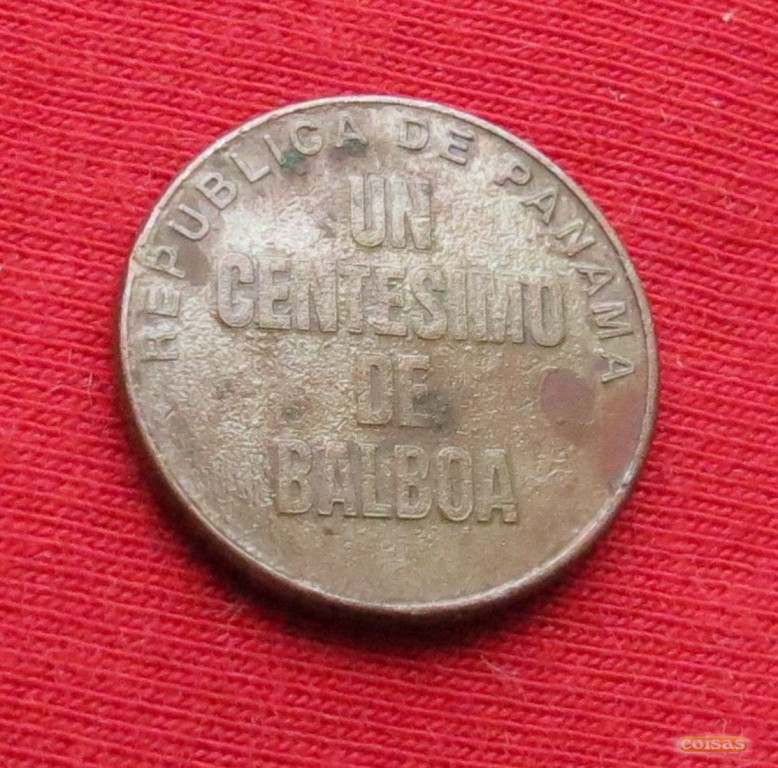 REPUBLICA DE PANAMA
UN
CENTESIMO
DE
BALBOA
coisas